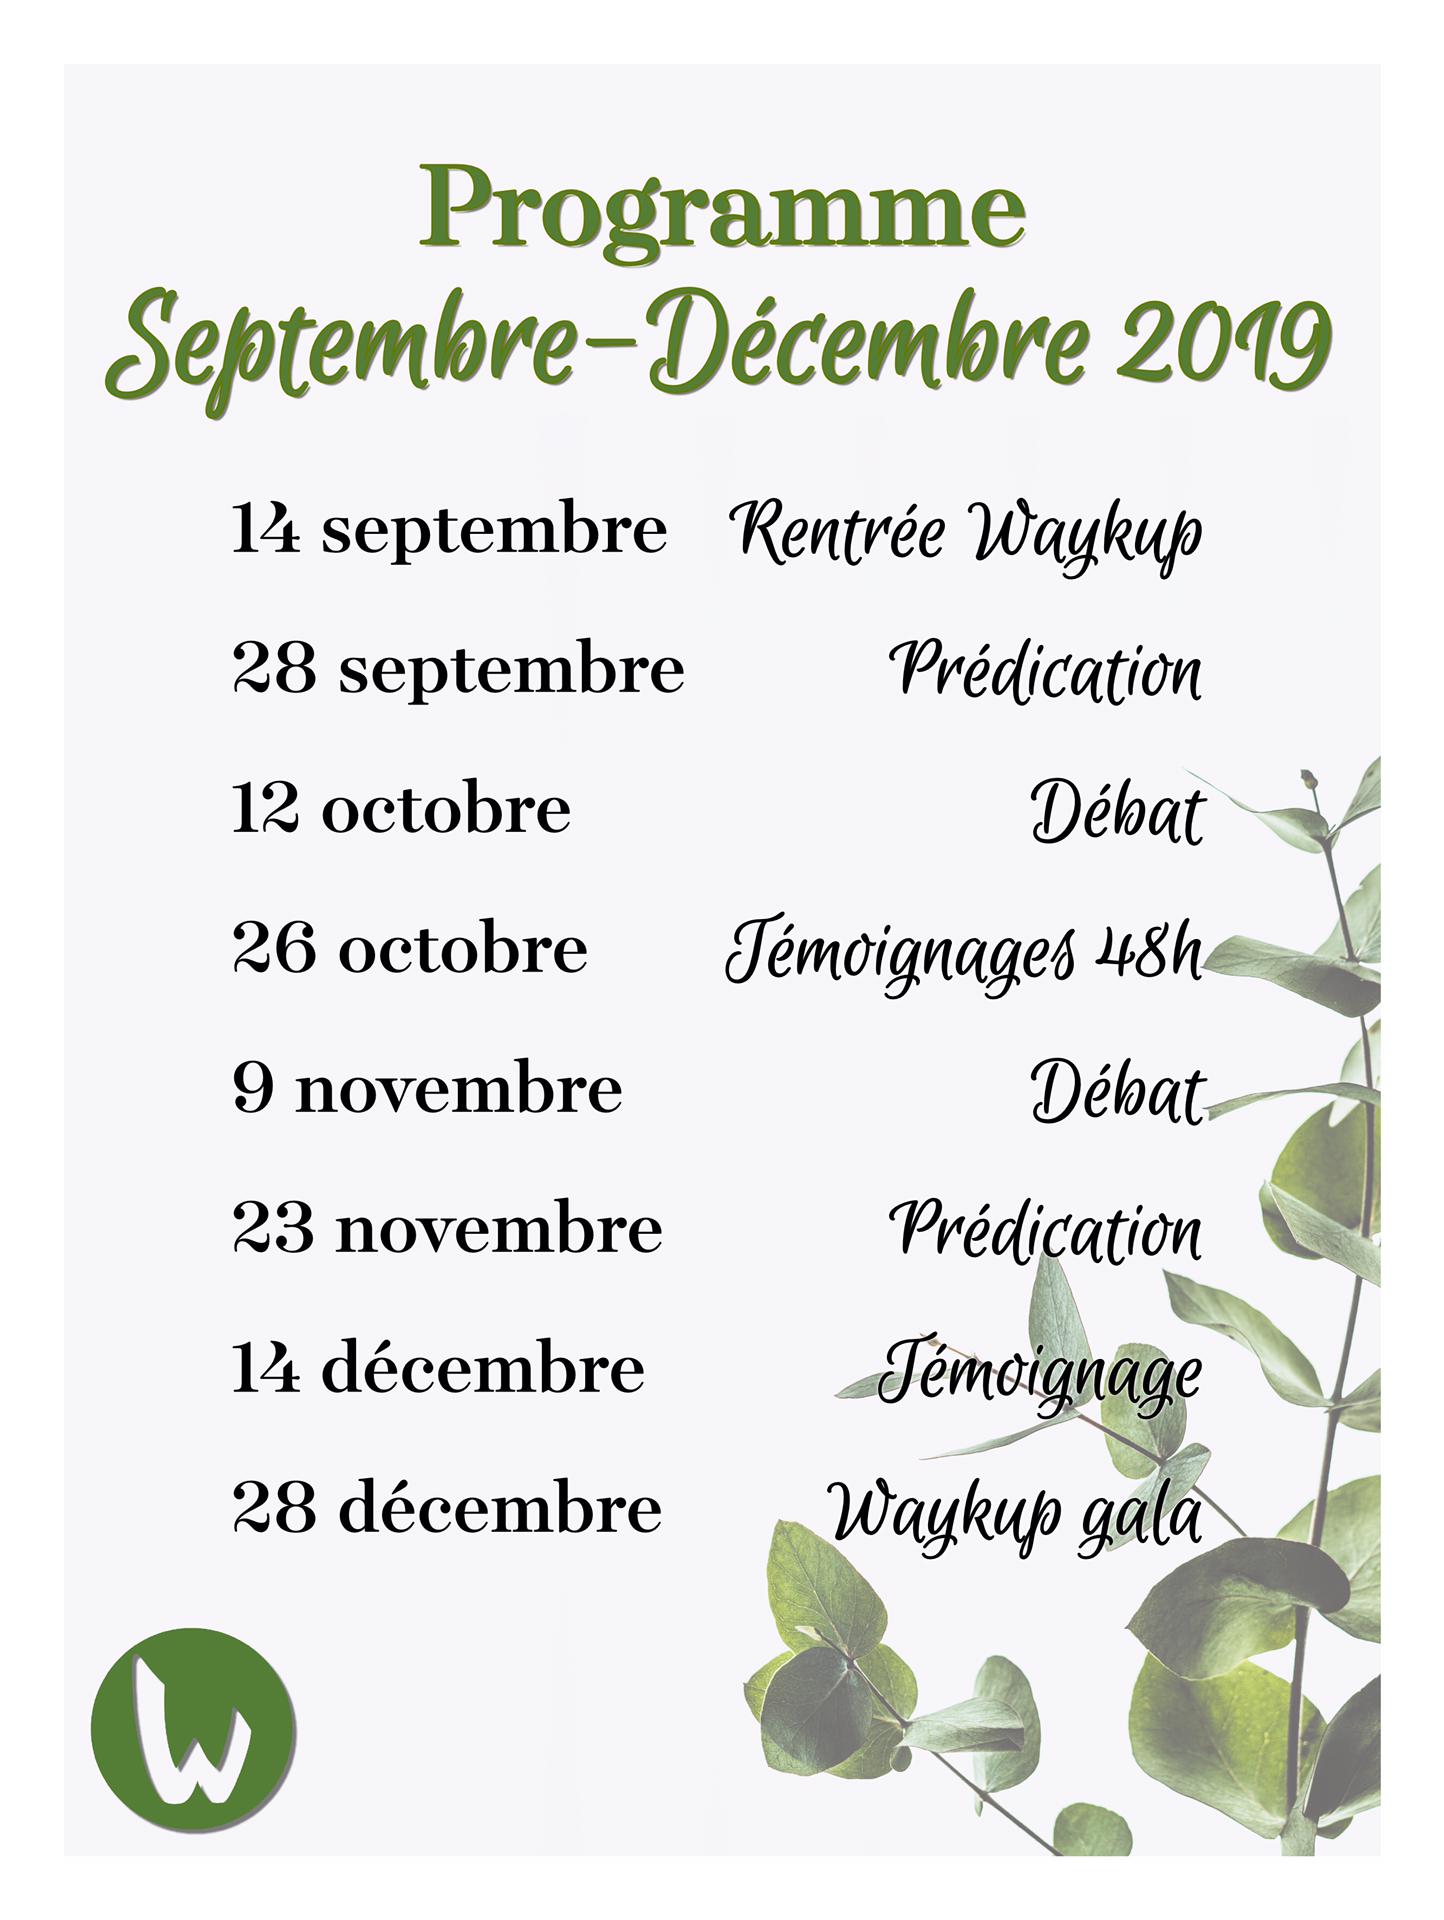 Programme
Septembre-Décembre 2019
14 septembre Rentrée Waykup
28 septembre Prédication
12 octobre Débat
26 octobre Témoignages 48h
9 novembre Débat
23 novembre Prédication
14 décembre Témoignage
28 décembre Waykup gala
W